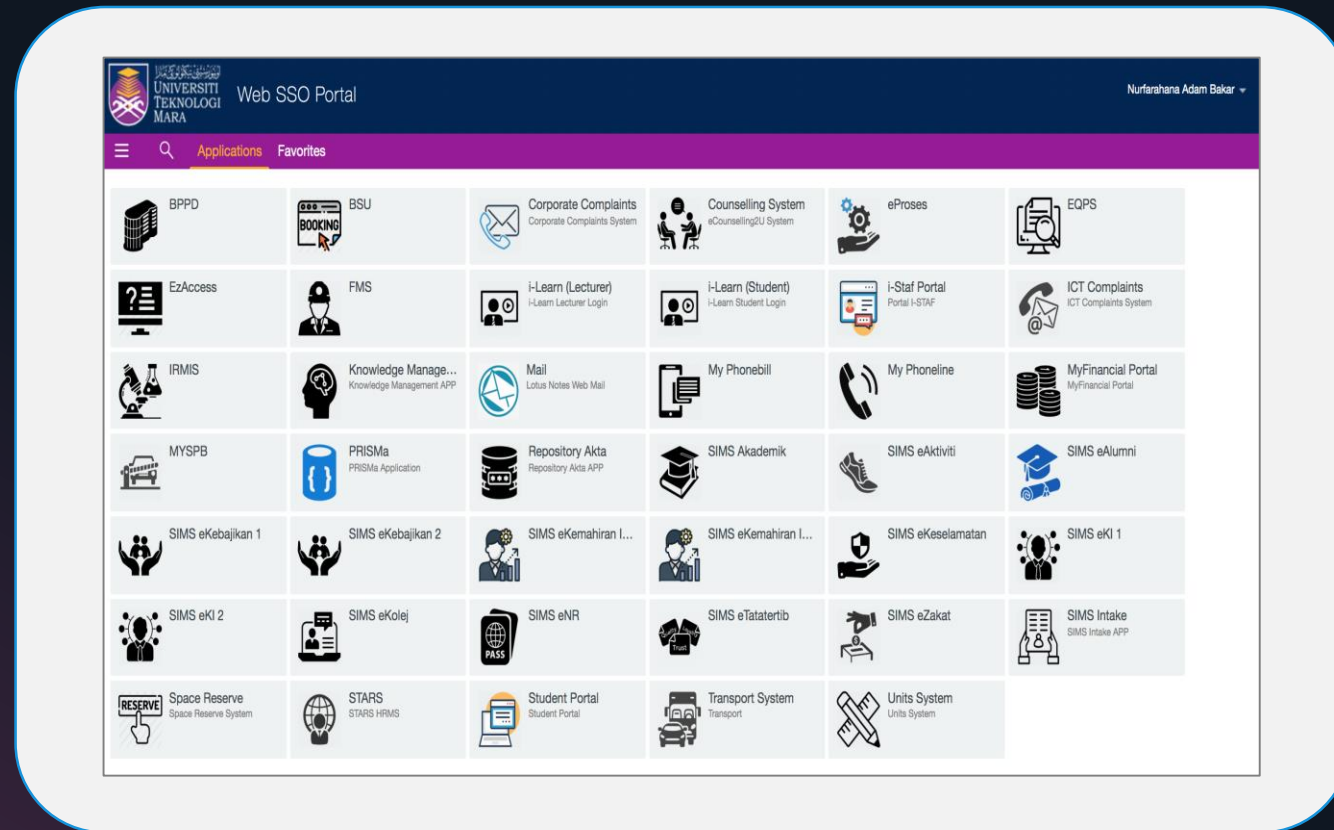 UNIVERSITI
TEKNOLOGI
MARA
Web SSO Portal
Nurfarahana Adam Bakar
Applications Favorites
BPPD
BOOKING
BSU
Corporate Complaints
Corporate Complaints System
Counselling System
eCounselling2U System
eProses
EQPS
EzAccess
FMS
i-Learn (Lecturer)
i-Learn Lecturer Login
i-Learn (Student)
i-Learn Student Login
i-Staf Portal
Portal I-STAF
ICT Complaints
ICT Complaints System
IRMIS
Knowledge Manage...
Knowledge Management APP
Mail
Lotus Notes Web Mail
My Phonebill
My Phoneline
MyFinancial Portal
MyFinancial Portal
MYSPB
PRISMa
PRISMa Application
Repository Akta
Repository Akta APP
SIMS Akademik
SIMS eAktiviti
SIMS eAlumni
SIMS eKebajikan 1
SIMS eKebajikan 2
SIMS eKemahiran I...
SIMS eKemahiran I...
SIMS eKeselamatan
SIMS eKI 1
SIMS eKI 2
SIMS eKolej
PASS
SIMS eNR
Trust
SIMS eTatatertib
SIMS eZakat
SIMS Intake
SIMS Intake APP
RESERVE
Space Reserve
Space Reserve System
STARS
STARS HRMS
Student Portal
Student Portal
Transport System
Transport
Units System
Units System